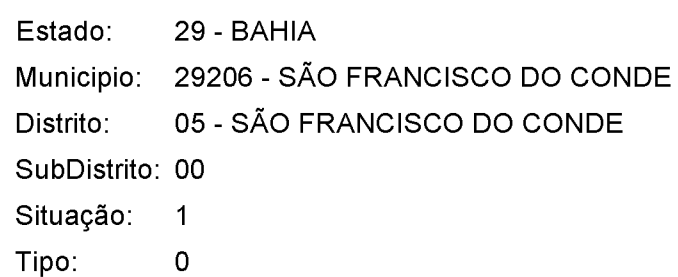 Estado: 29 - BAHIA
Municipio: 29206 - SÃO FRANCISCO DO CONDE
Distrito: 05 - SÃO FRANCISCO DO CONDE
SubDistrito: 00
Situação: 1
Tipo: 0